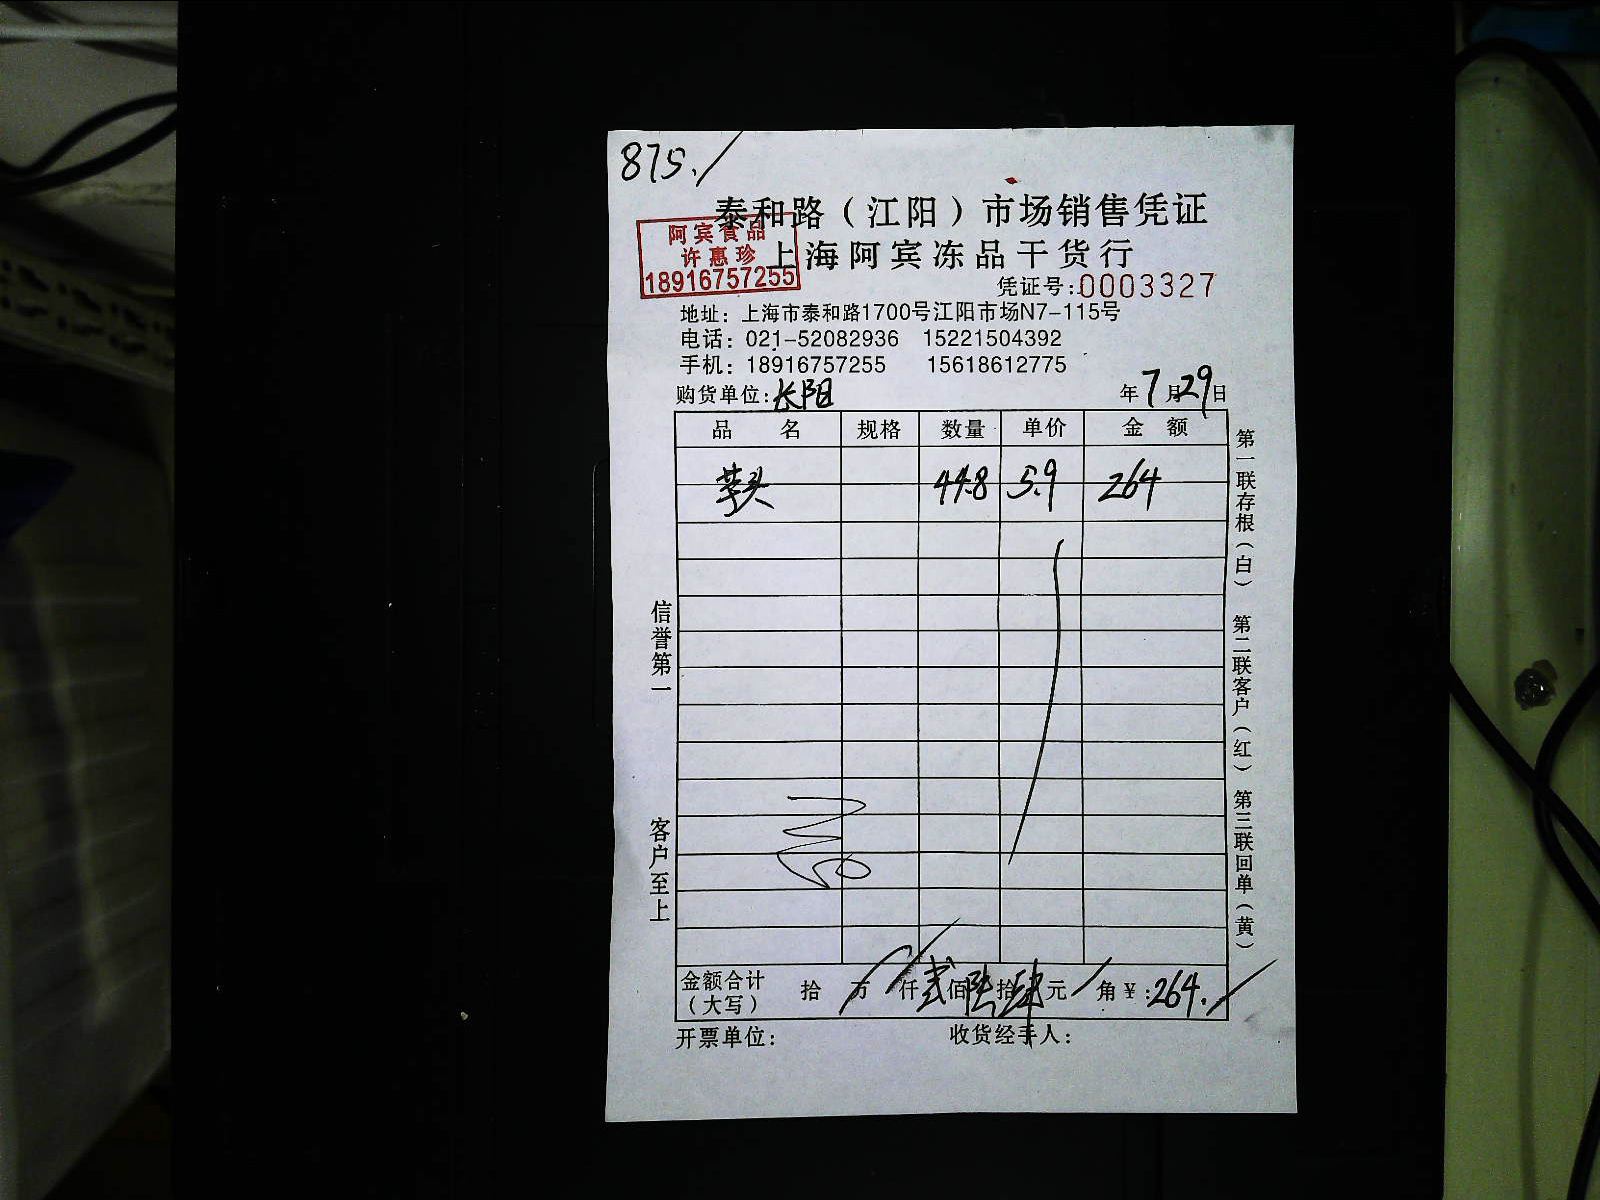 875./
泰和路（江阳）市场销售凭证
阿宾食品
许惠珍
18916757255
上海阿宾冻品干货行
凭证号:0003327
地址：上海市泰和路1700号江阳市场N7-115号
电话：021-52082936 15221504392
手机：18916757255 15618612775
购货单位:长阳 年7月29日
品名 规格 数量 单价 金额
芋头 44.8 5.9 264
信誉第一
客户至上
第一联存根（白）
第二联客户（红）
第三联回单（黄）
金额合计（大写） 拾 万 仟贰佰陆拾肆元 角¥:264./
开票单位: 收货经手人: